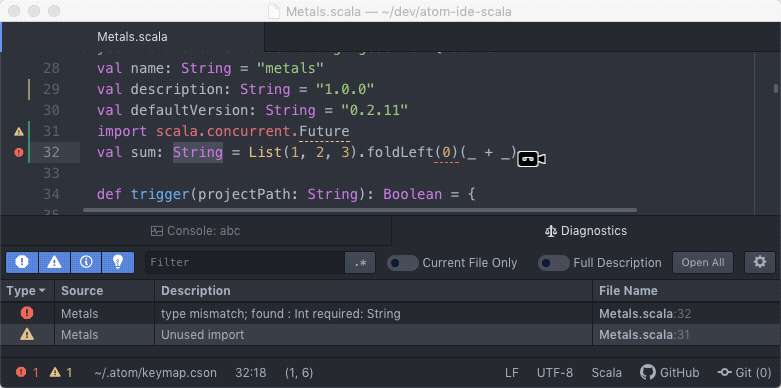 Metals.scala — ~/dev/atom-ide-scala
Metals.scala
28 val name: String = "metals"
29 val description: String = "1.0.0"
30 val defaultVersion: String = "0.2.11"
31 import scala.concurrent.Future
32 val sum: String = List(1, 2, 3).foldLeft(0)(_ + _)
33
34 def trigger(projectPath: String): Boolean = {
Console: abc
Diagnostics
Filter .* Current File Only Full Description Open All
Type Source Description File Name
Metals type mismatch; found : Int required: String Metals.scala:32
Metals Unused import Metals.scala:31
1 1 ~/.atom/keymap.cson 32:18 (1, 6) LF UTF-8 Scala GitHub Git (0)